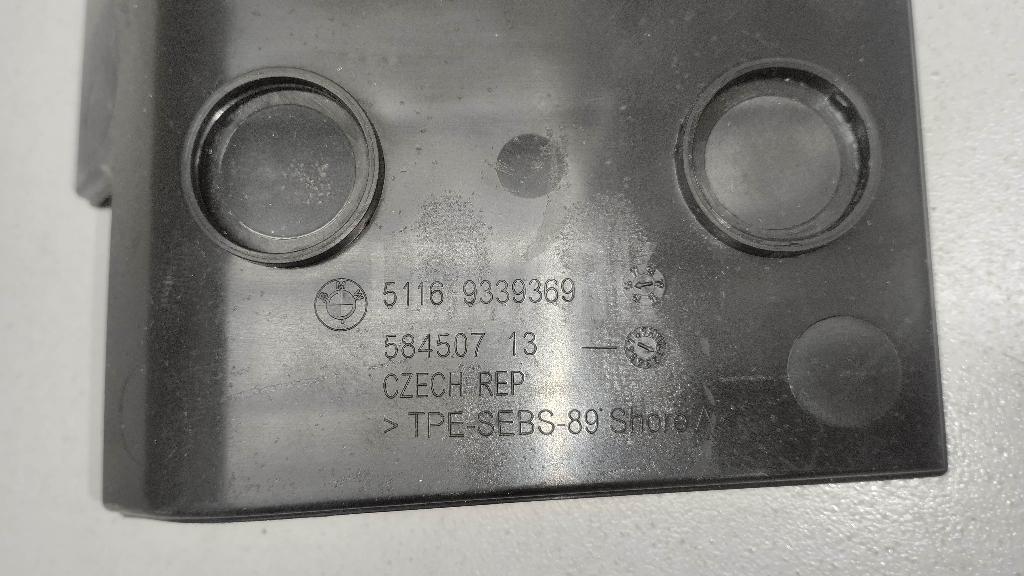 5116 9339369
584507 13
CZECH REP
> TPE-SEBS-89 Shore A